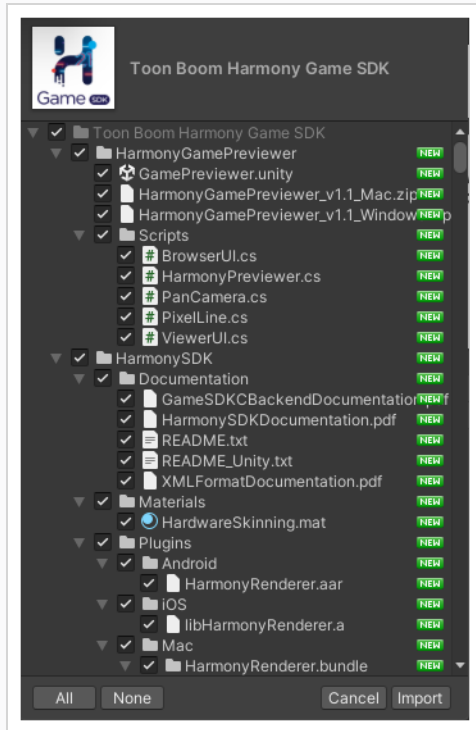 Game SDK
Toon Boom Harmony Game SDK
Toon Boom Harmony Game SDK
HarmonyGamePreviewer NEW
GamePreviewer.unity NEW
HarmonyGamePreviewer_v1.1_Mac.zip NEW
NEW
Scripts NEW
BrowserUI.cs NEW
HarmonyPreviewer.cs NEW
PanCamera.cs NEW
PixelLine.cs NEW
ViewerUI.cs NEW
HarmonySDK NEW
Documentation NEW
NEW
HarmonySDKDocumentation.pdf NEW
README.txt NEW
README_Unity.txt NEW
XMLFormatDocumentation.pdf NEW
Materials NEW
HardwareSkinning.mat NEW
Plugins NEW
Android NEW
HarmonyRenderer.aar NEW
iOS NEW
libHarmonyRenderer.a NEW
Mac NEW
HarmonyRenderer.bundle NEW
All None Cancel Import